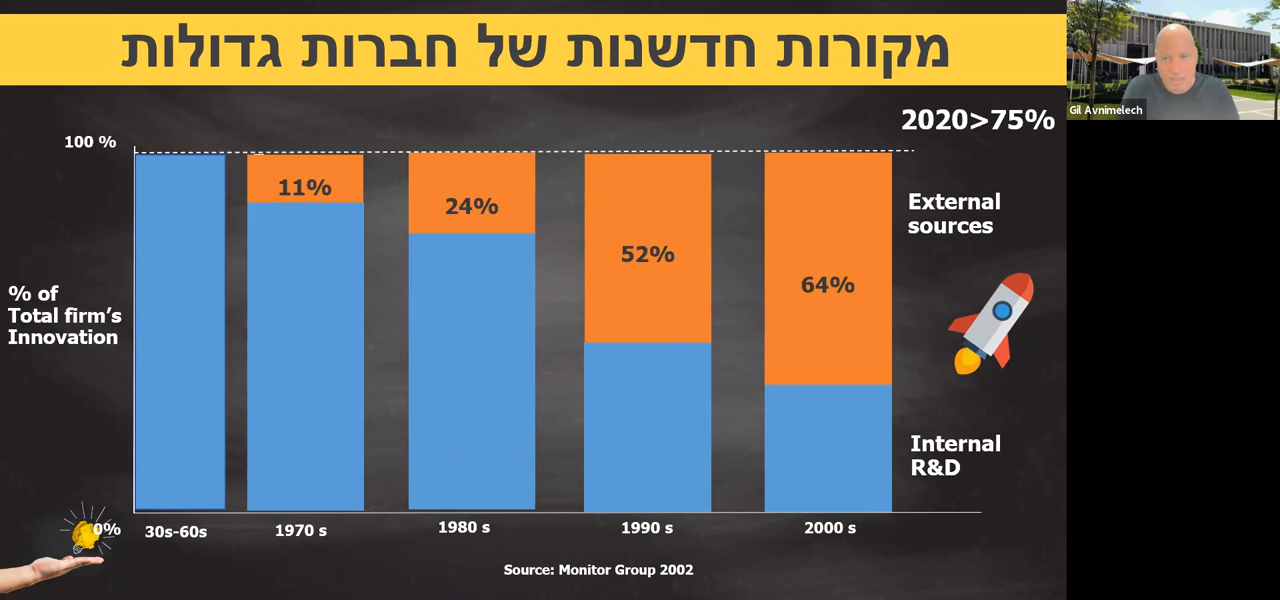 מקורות חדשנות של חברות גדולות
Gil Avnimelech
2020>75%
100 %
11%
24%
52%
64%
External
sources
% of
Total firm's
Innovation
Internal
R&D
0%
30s-60s
1970 s
1980 s
1990 s
2000 s
Source: Monitor Group 2002